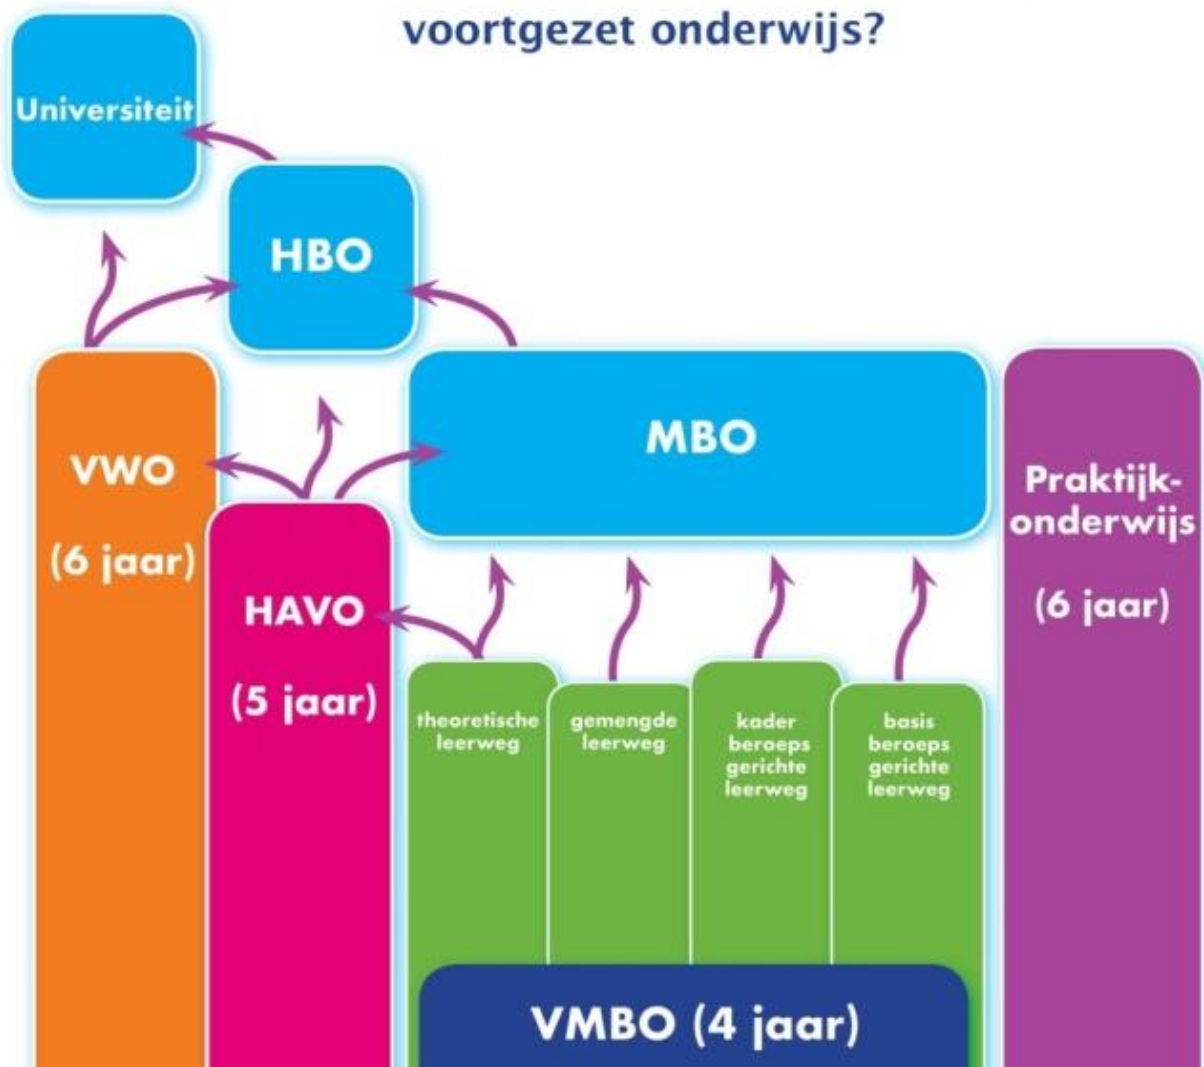 voortgezet onderwijs?
Universiteit
HBO
MBO
VWO
(6 jaar)
HAVO
(5 jaar)
theoretische
leerweg
gemengde
leerweg
kader
beroeps
gerichte
leerweg
basis
beroeps
gerichte
leerweg
Praktijk-
onderwijs
(6 jaar)
VMBO (4 jaar)